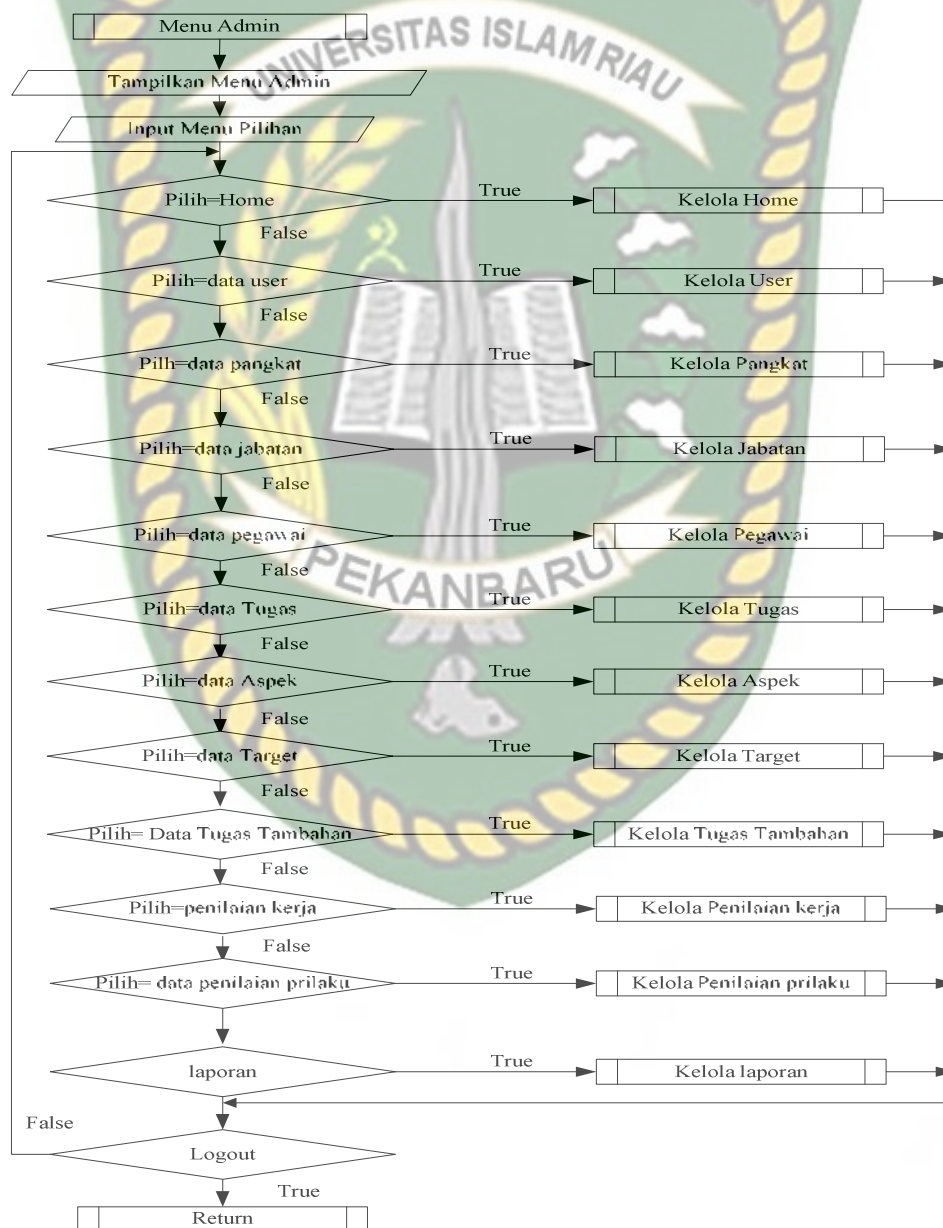 Menu Admin
UNIVERSITAS ISLAM RIAU
Tampilkan Menu Admin
Input Menu Pilihan
Pilih=Home
True
Kelola Home
False
Pilih=data user
True
Kelola User
False
Pilh=data pangkat
True
Kelola Pangkat
False
Pilih=data jabatan
True
Kelola Jabatan
False
Pilih=data pegawai
True
Kelola Pegawai
False
PEKANBARU
Pilih=data Tugas
True
Kelola Tugas
False
Pilih=data Aspek
True
Kelola Aspek
False
Pilih=data Target
True
Kelola Target
False
Pilih= Data Tugas Tambahan
True
Kelola Tugas Tambahan
False
Pilih=penilaian kerja
True
Kelola Penilaian kerja
False
Pilih= data penilaian prilaku
True
Kelola Penilaian prilaku
laporan
True
Kelola laporan
False
Logout
True
Return